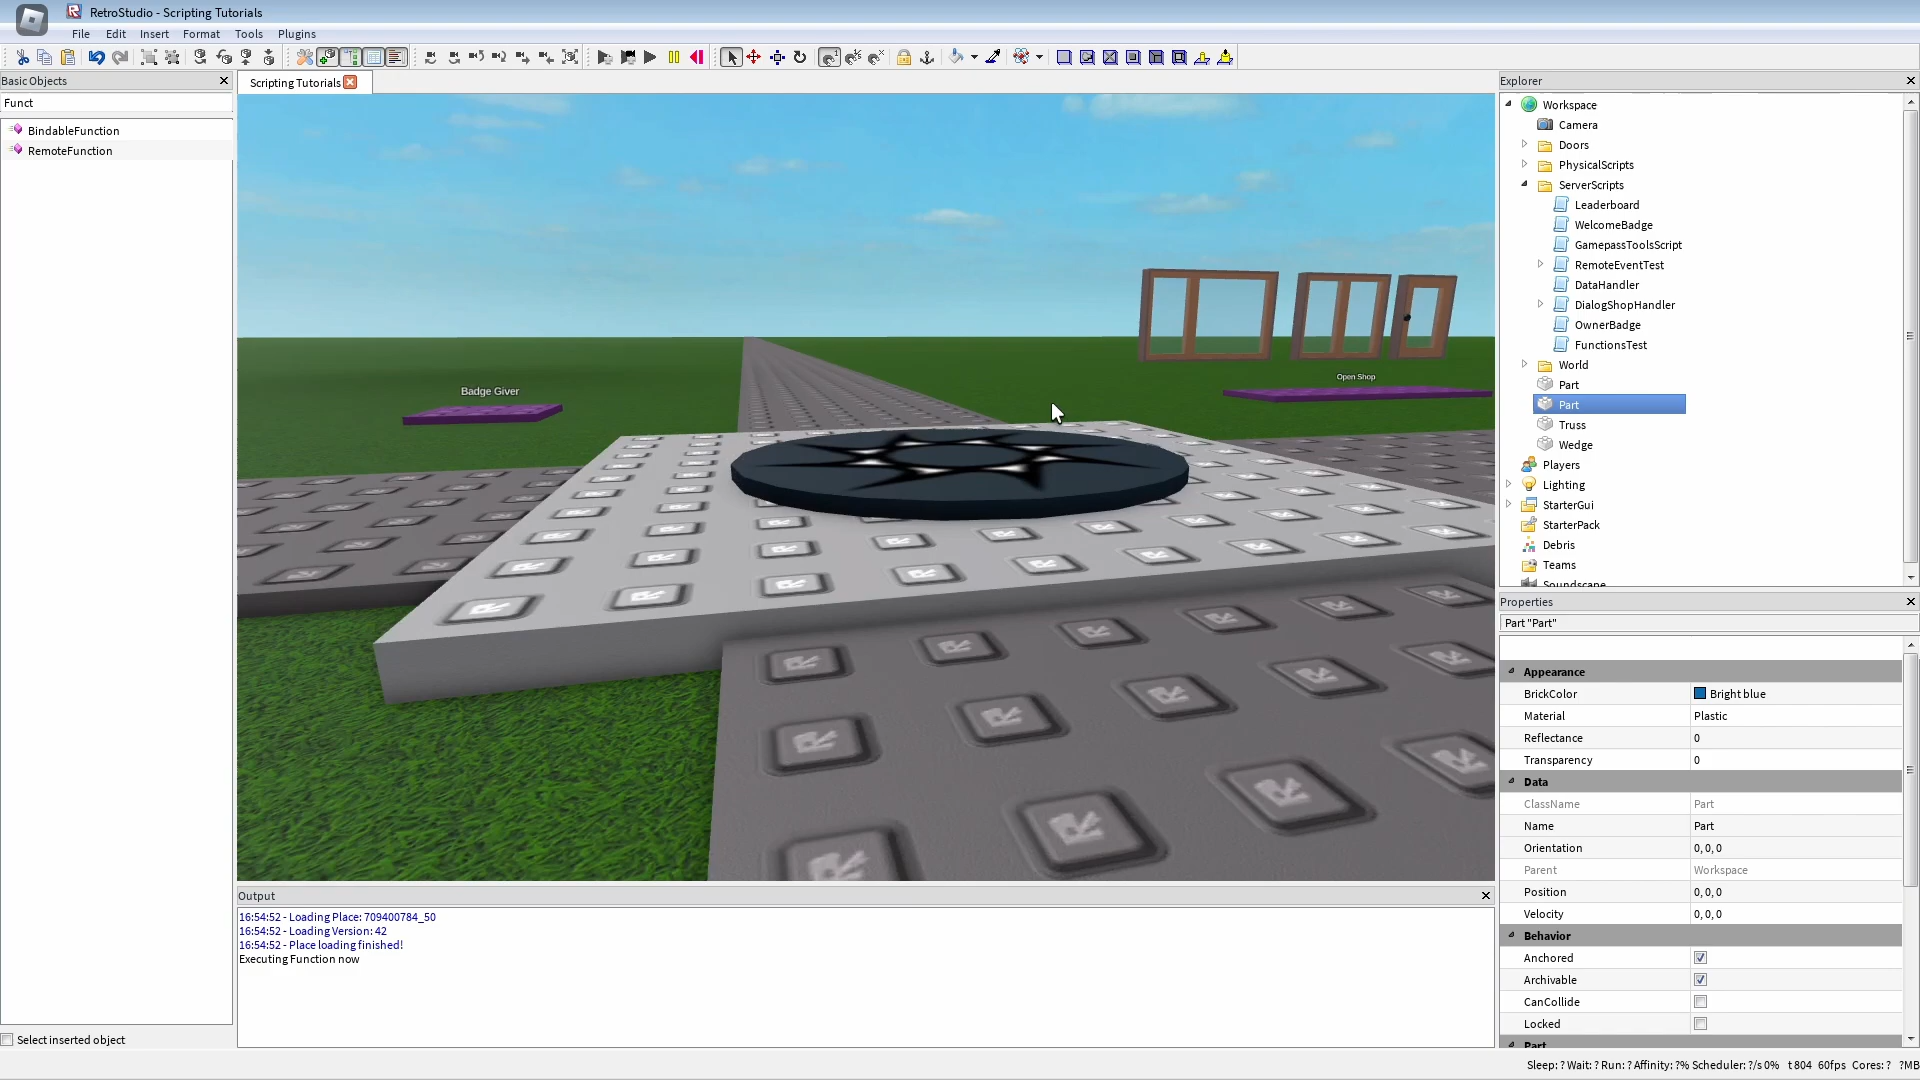 RetroStudio - Scripting Tutorials
File Edit Insert Format Tools Plugins
Basic Objects
Funct
BindableFunction
RemoteFunction
Select inserted object
Scripting Tutorials
Badge Giver
Open Shop
Output
16:54:52 - Loading Place: 709400784_50
16:54:52 - Loading Version: 42
16:54:52 - Place loading finished!
Executing Function now
Explorer
Workspace
Camera
Doors
PhysicalScripts
ServerScripts
Leaderboard
WelcomeBadge
GamepassToolsScript
RemoteEventTest
DataHandler
DialogShopHandler
OwnerBadge
FunctionsTest
World
Part
Part
Truss
Wedge
Players
Lighting
StarterGui
StarterPack
Debris
Teams
Soundscape
Properties
Part "Part"
Appearance
BrickColor Bright blue
Material Plastic
Reflectance 0
Transparency 0
Data
ClassName Part
Name Part
Orientation 0, 0, 0
Parent Workspace
Position 0, 0, 0
Velocity 0, 0, 0
Behavior
Anchored
Archivable
CanCollide
Locked
Part
Sleep: ? Wait: ? Run: ? Affinity: ?% Scheduler: ?/s 0% t 804 60fps Cores: ? ?MB